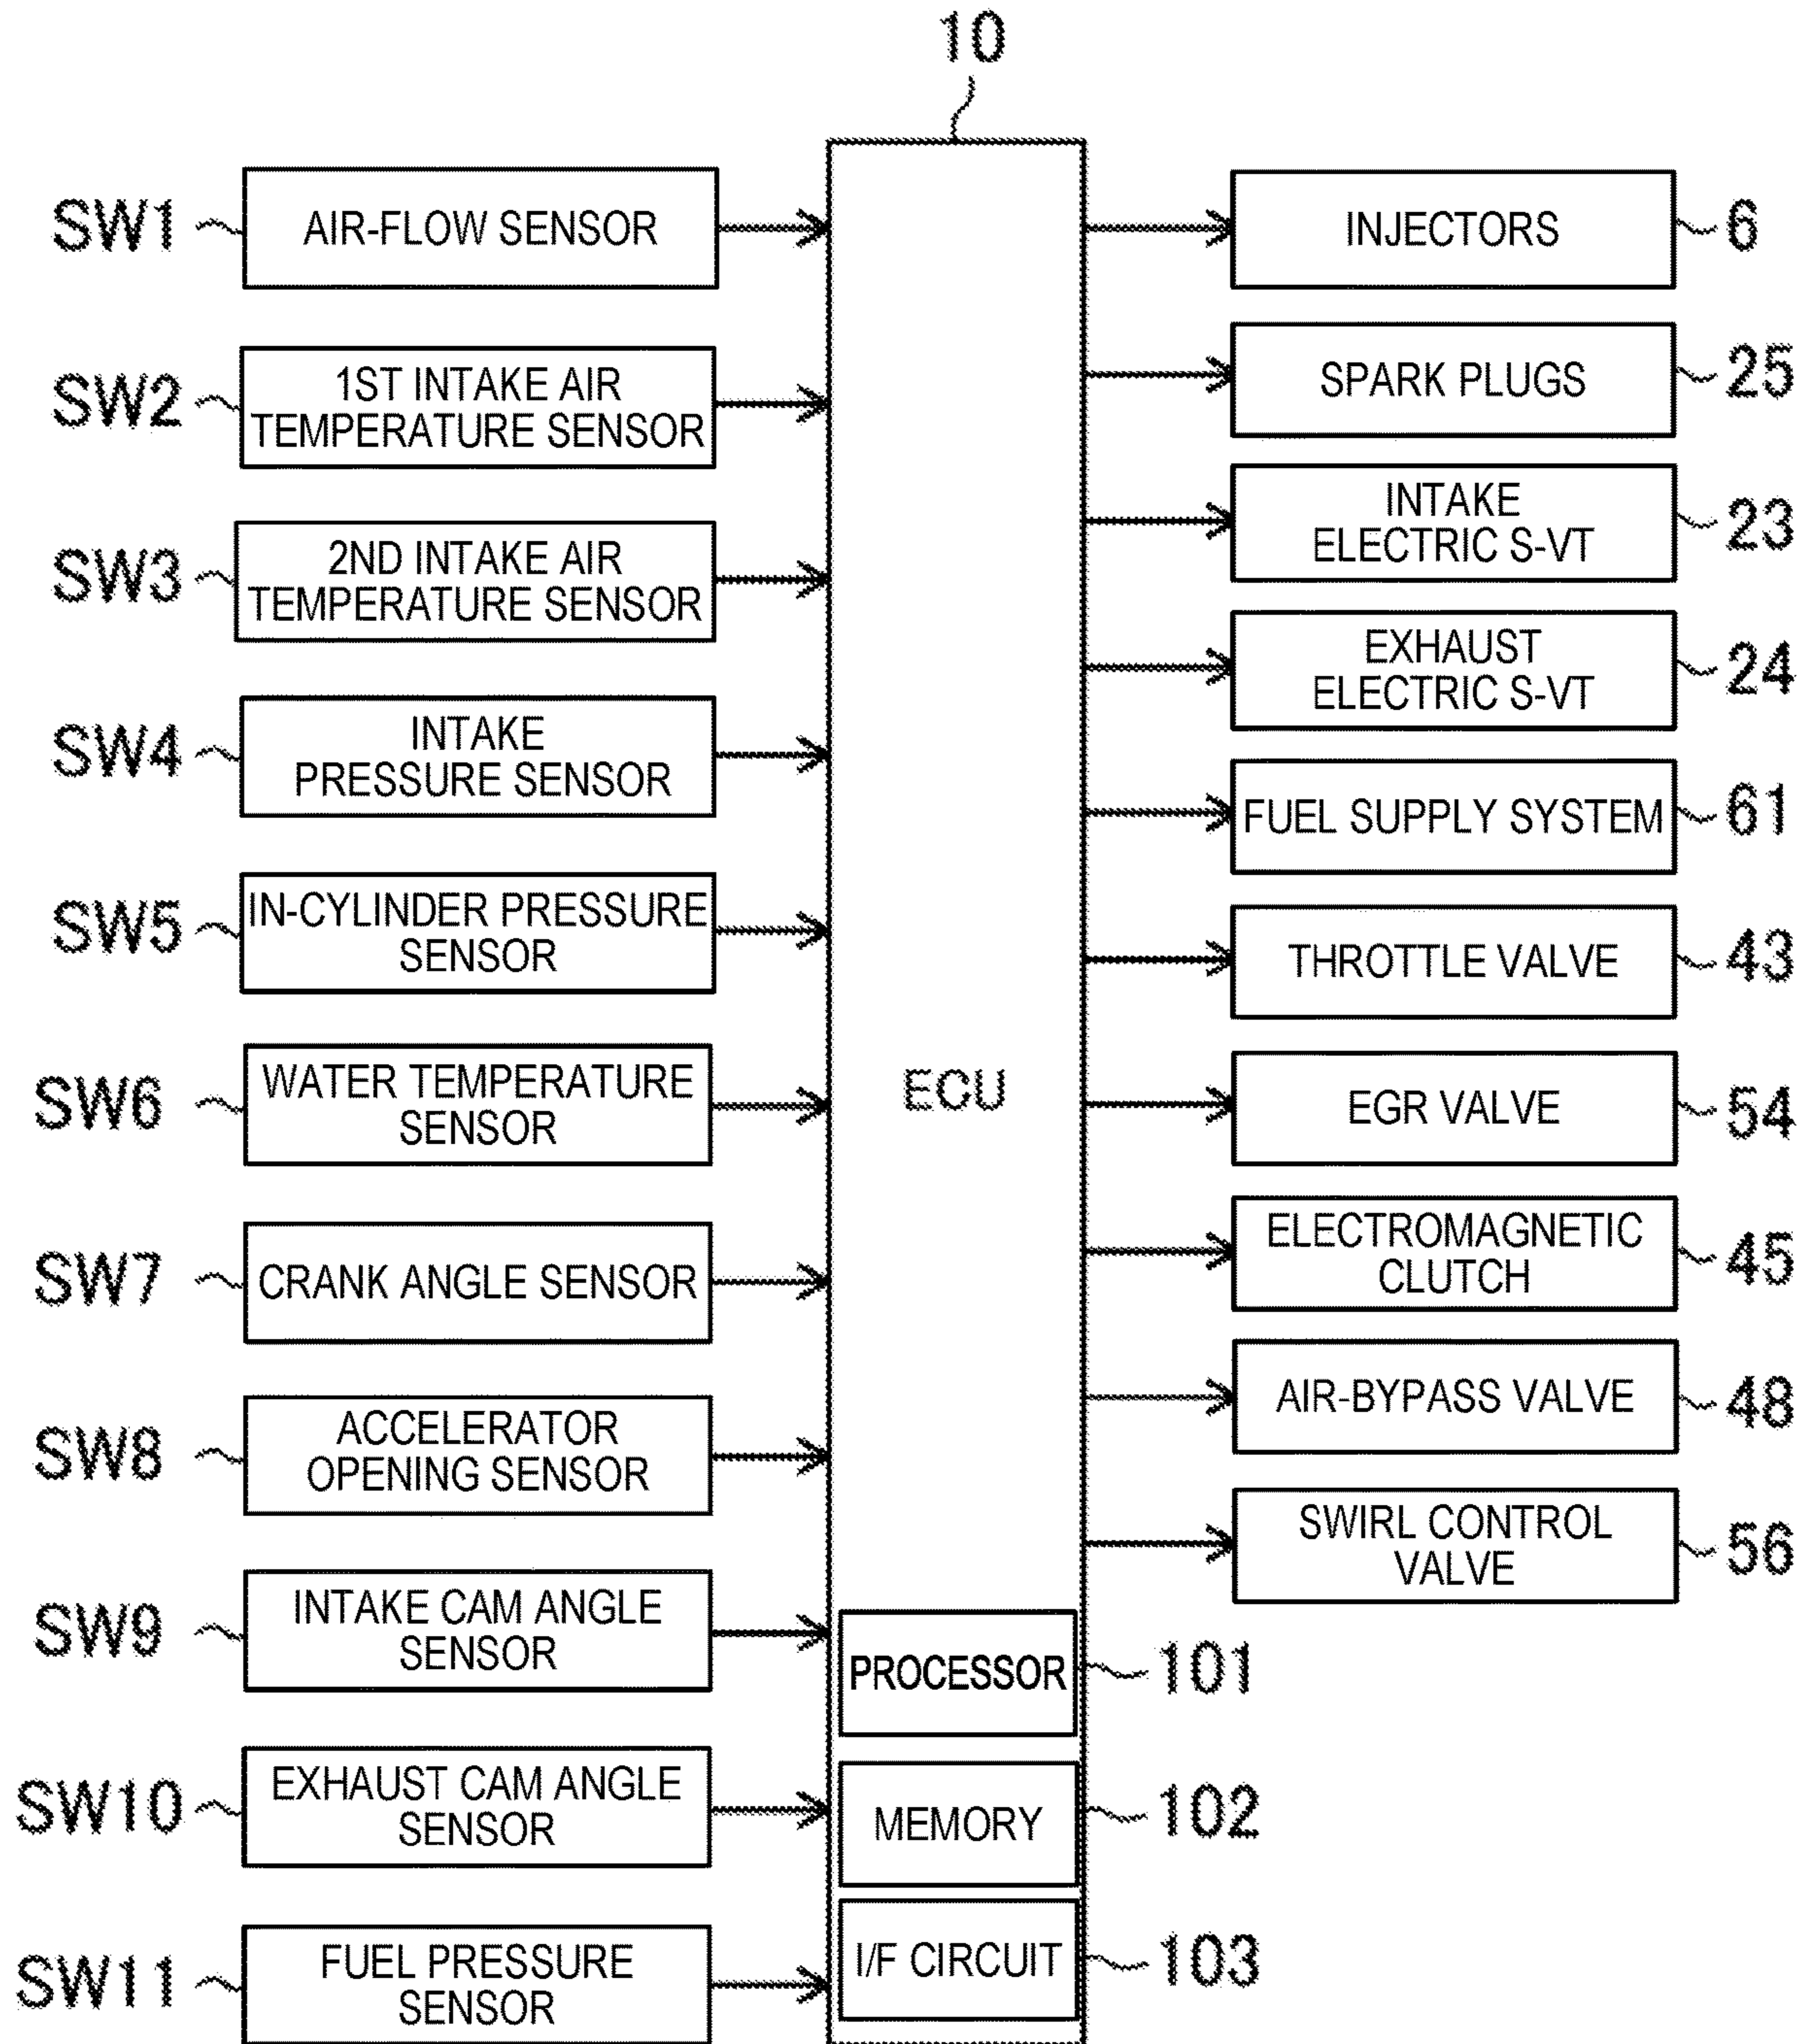 10
SW1
AIR-FLOW SENSOR
SW2
1ST INTAKE AIR
TEMPERATURE SENSOR
SW3
2ND INTAKE AIR
TEMPERATURE SENSOR
SW4
INTAKE
PRESSURE SENSOR
SW5
IN-CYLINDER PRESSURE
SENSOR
SW6
WATER TEMPERATURE
SENSOR
SW7
CRANK ANGLE SENSOR
SW8
ACCELERATOR
OPENING SENSOR
SW9
INTAKE CAM ANGLE
SENSOR
SW10
EXHAUST CAM ANGLE
SENSOR
SW11
FUEL PRESSURE
SENSOR
ECU
PROCESSOR
101
MEMORY
102
I/F CIRCUIT
103
INJECTORS
6
SPARK PLUGS
25
INTAKE
ELECTRIC S-VT
23
EXHAUST
ELECTRIC S-VT
24
FUEL SUPPLY SYSTEM
61
THROTTLE VALVE
43
EGR VALVE
54
ELECTROMAGNETIC
CLUTCH
45
AIR-BYPASS VALVE
48
SWIRL CONTROL
VALVE
56